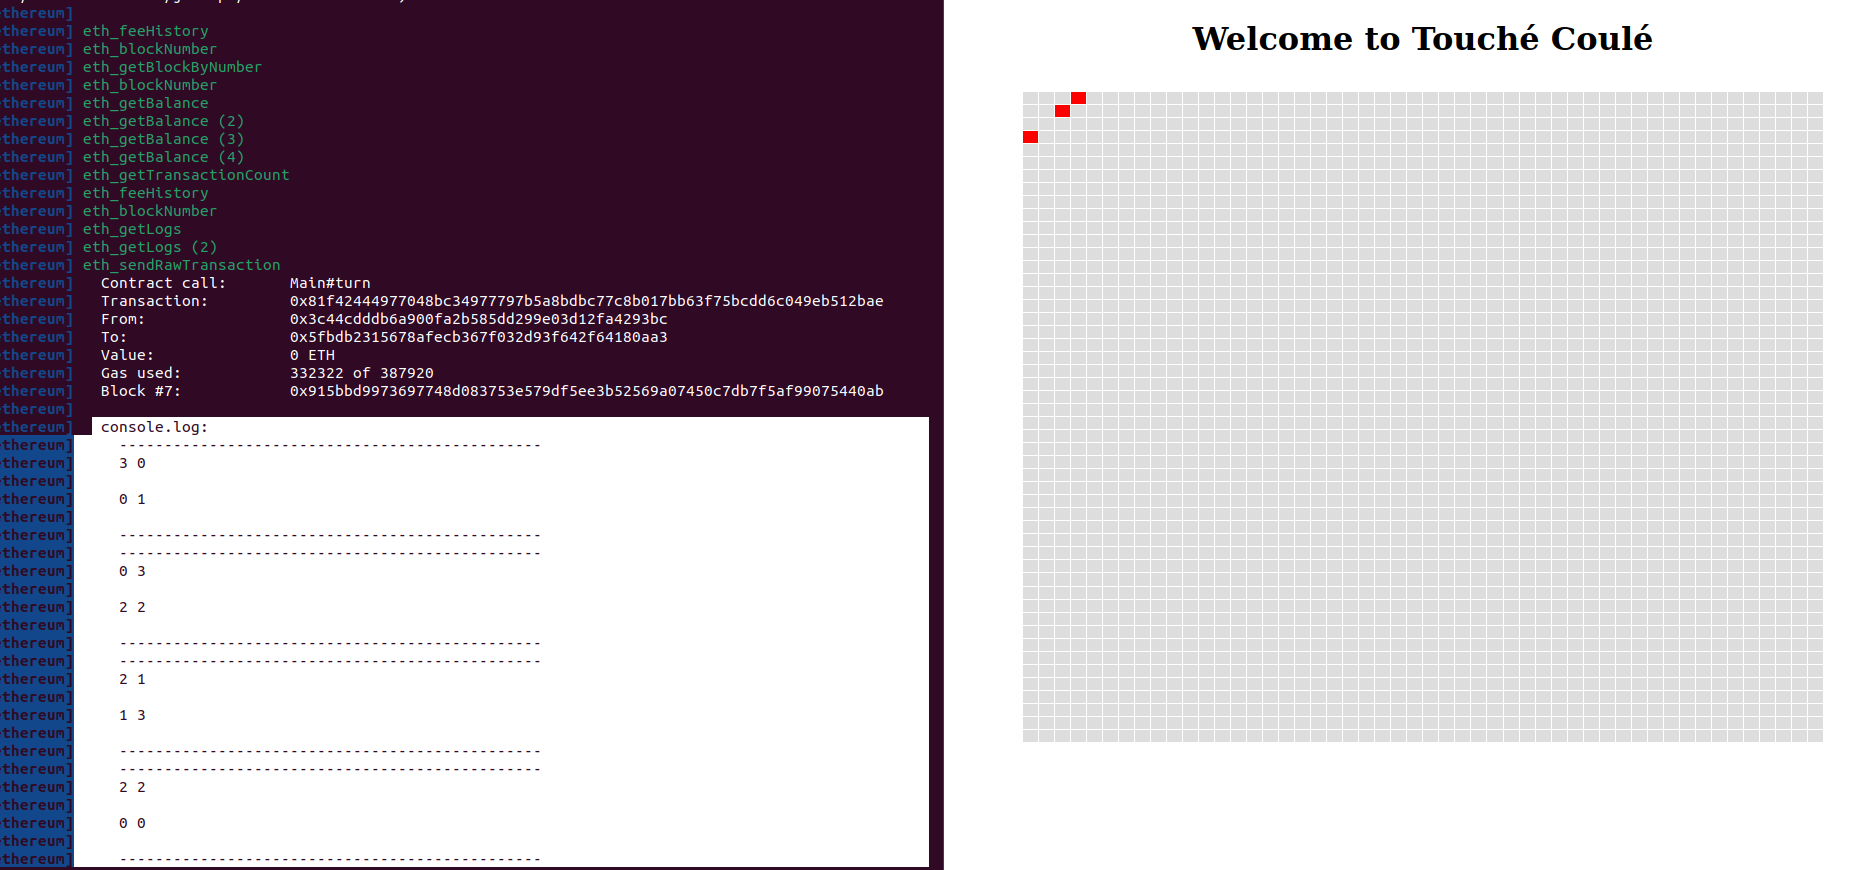 thereum]
thereum] eth_feeHistory
thereum] eth_blockNumber
thereum] eth_getBlockByNumber
thereum] eth_blockNumber
thereum] eth_getBalance
thereum] eth_getBalance (2)
thereum] eth_getBalance (3)
thereum] eth_getBalance (4)
thereum] eth_getTransactionCount
thereum] eth_feeHistory
thereum] eth_blockNumber
thereum] eth_getLogs
thereum] eth_getLogs (2)
thereum] eth_sendRawTransaction
thereum] Contract call: Main#turn
thereum] Transaction: 0x81f42444977048bc34977797b5a8bdbc77c8b017bb63f75bcdd6c049eb512bae
thereum] From: 0x3c44cdddb6a900fa2b585dd299e03d12fa4293bc
thereum] To: 0x5fbdb2315678afecb367f032d93f642f64180aa3
thereum] Value: 0 ETH
thereum] Gas used: 332322 of 387920
thereum] Block #7: 0x915bbd9973697748d083753e579df5ee3b52569a07450c7db7f5af99075440ab
thereum]
thereum] console.log:
thereum] -----------------------------------------------
thereum] 3 0
thereum]
thereum] 0 1
thereum]
thereum] -----------------------------------------------
thereum] -----------------------------------------------
thereum] 0 3
thereum]
thereum] 2 2
thereum]
thereum] -----------------------------------------------
thereum] -----------------------------------------------
thereum] 2 1
thereum]
thereum] 1 3
thereum]
thereum] -----------------------------------------------
thereum] -----------------------------------------------
thereum] 2 2
thereum]
thereum] 0 0
thereum]
thereum] -----------------------------------------------
Welcome to Touché Coulé